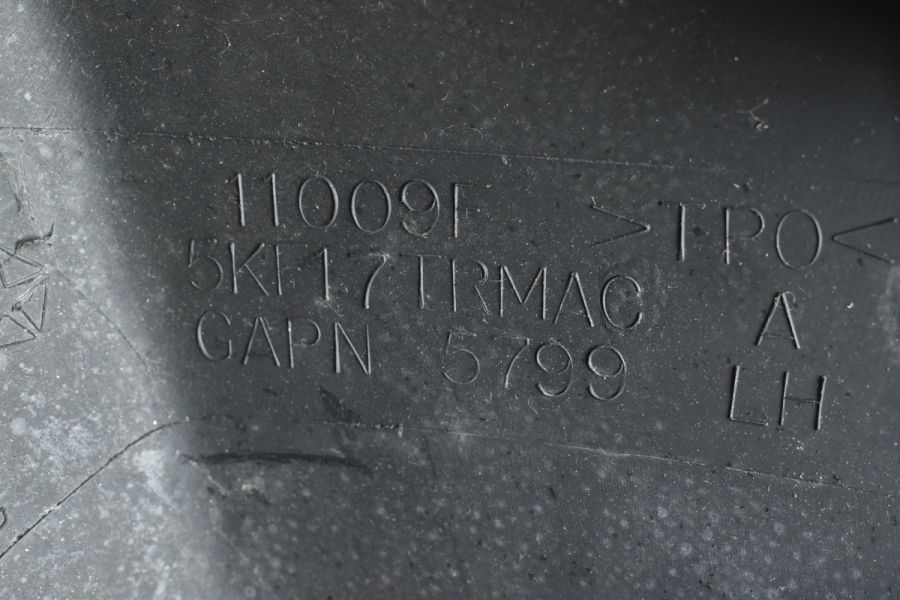 11009F >TPO<
5KF17TRMAC A
GAPN 5799 LH